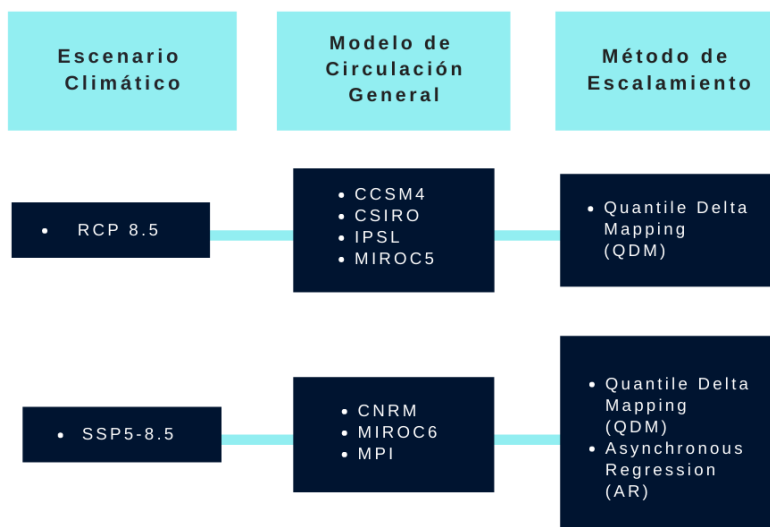 Escenario
Climático
Modelo de
Circulación
General
Método de
Escalamiento
• RCP 8.5
• CCSM4
• CSIRO
• IPSL
• MIROC5
• Quantile Delta
Mapping
(QDM)
• SSP5-8.5
• CNRM
• MIROC6
• MPI
• Quantile Delta
Mapping
(QDM)
• Asynchronous
Regression
(AR)